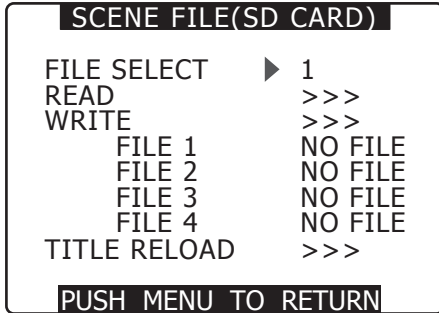 SCENE FILE(SD CARD)
FILE SELECT 1
READ >>>
WRITE >>>
FILE 1 NO FILE
FILE 2 NO FILE
FILE 3 NO FILE
FILE 4 NO FILE
TITLE RELOAD >>>
PUSH MENU TO RETURN